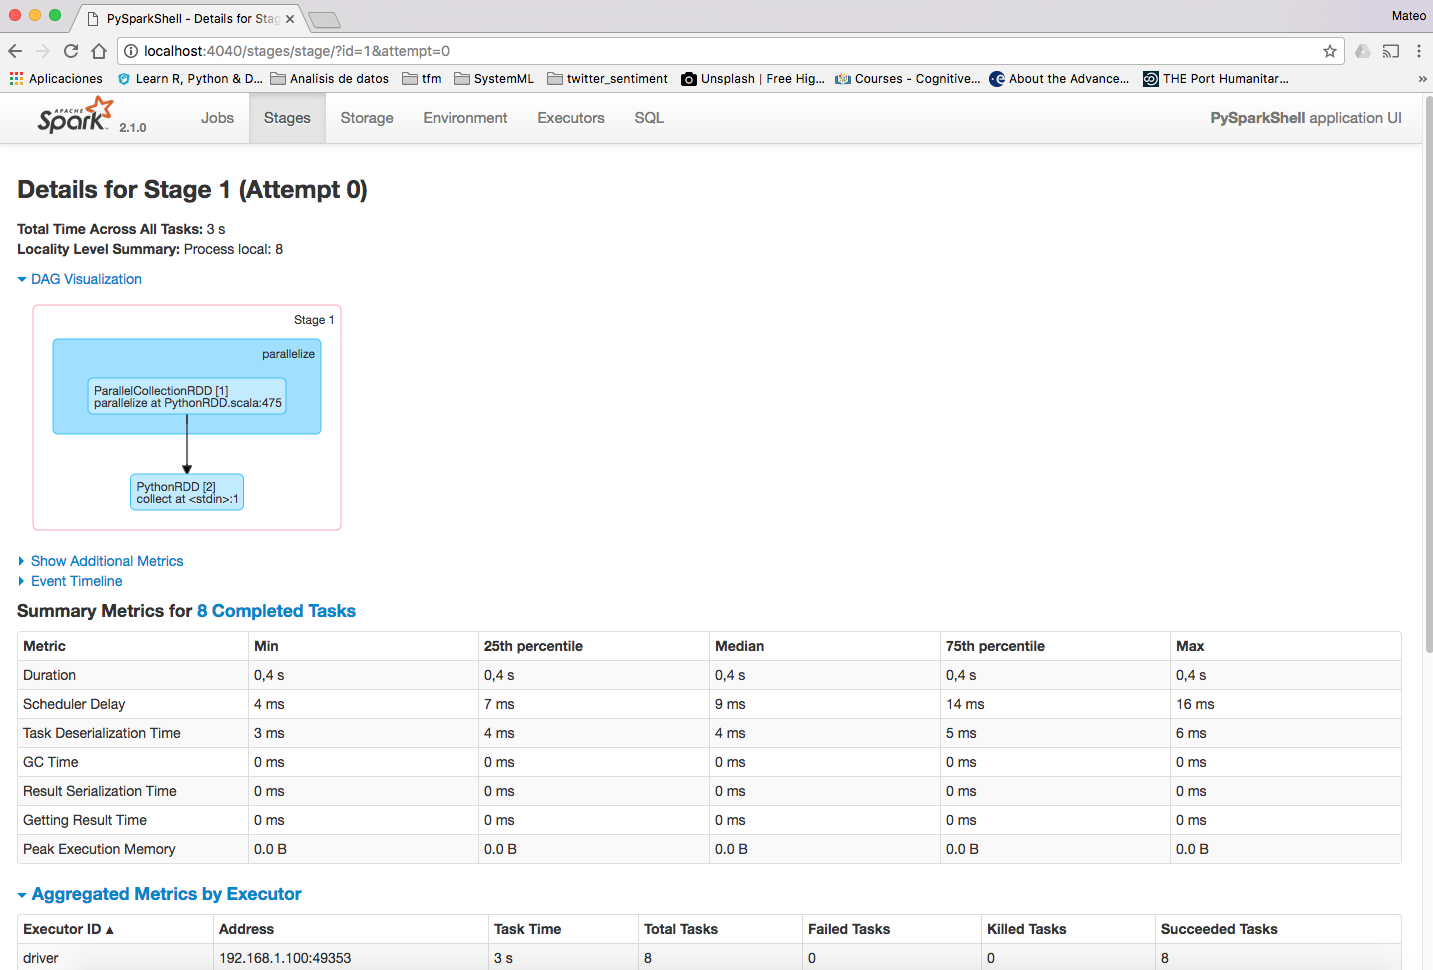 PySparkShell - Details for Stag
Mateo
localhost:4040/stages/stage/?id=1&attempt=0
Aplicaciones Learn R, Python & D... Analisis de datos tfm SystemML twitter_sentiment Unsplash | Free Hig... Courses - Cognitive... About the Advance... THE Port Humanitar... »
APACHE Spark 2.1.0 Jobs Stages Storage Environment Executors SQL PySparkShell application UI
Details for Stage 1 (Attempt 0)
Total Time Across All Tasks: 3 s
Locality Level Summary: Process local: 8
DAG Visualization
Stage 1
parallelize
ParallelCollectionRDD [1]
parallelize at PythonRDD.scala:475
PythonRDD [2]
collect at <stdin>:1
Show Additional Metrics
Event Timeline
Summary Metrics for 8 Completed Tasks
Metric Min 25th percentile Median 75th percentile Max
Duration 0,4 s 0,4 s 0,4 s 0,4 s 0,4 s
Scheduler Delay 4 ms 7 ms 9 ms 14 ms 16 ms
Task Deserialization Time 3 ms 4 ms 4 ms 5 ms 6 ms
GC Time 0 ms 0 ms 0 ms 0 ms 0 ms
Result Serialization Time 0 ms 0 ms 0 ms 0 ms 0 ms
Getting Result Time 0 ms 0 ms 0 ms 0 ms 0 ms
Peak Execution Memory 0.0 B 0.0 B 0.0 B 0.0 B 0.0 B
Aggregated Metrics by Executor
Executor ID ▲ Address Task Time Total Tasks Failed Tasks Killed Tasks Succeeded Tasks
driver 192.168.1.100:49353 3 s 8 0 0 8